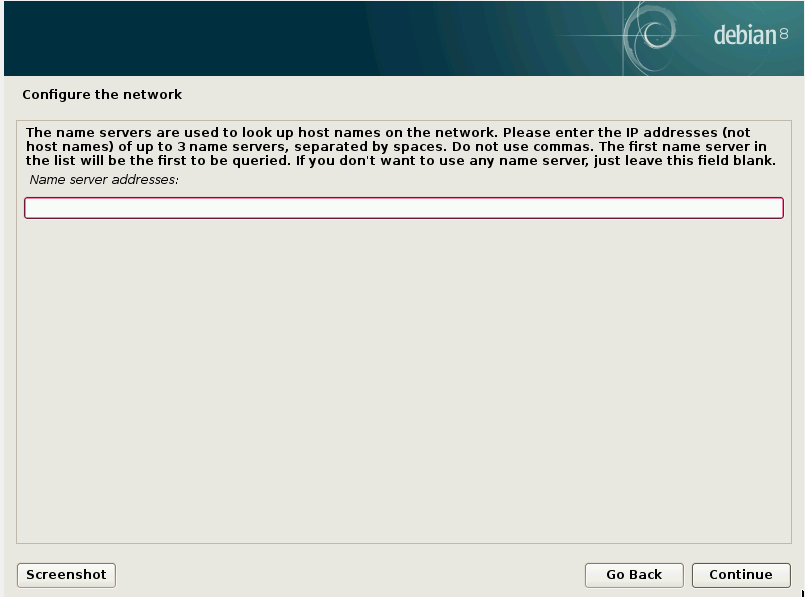 debian 8
Configure the network
The name servers are used to look up host names on the network. Please enter the IP addresses (not
host names) of up to 3 name servers, separated by spaces. Do not use commas. The first name server in
the list will be the first to be queried. If you don't want to use any name server, just leave this field blank.
Name server addresses:
Screenshot
Go Back
Continue